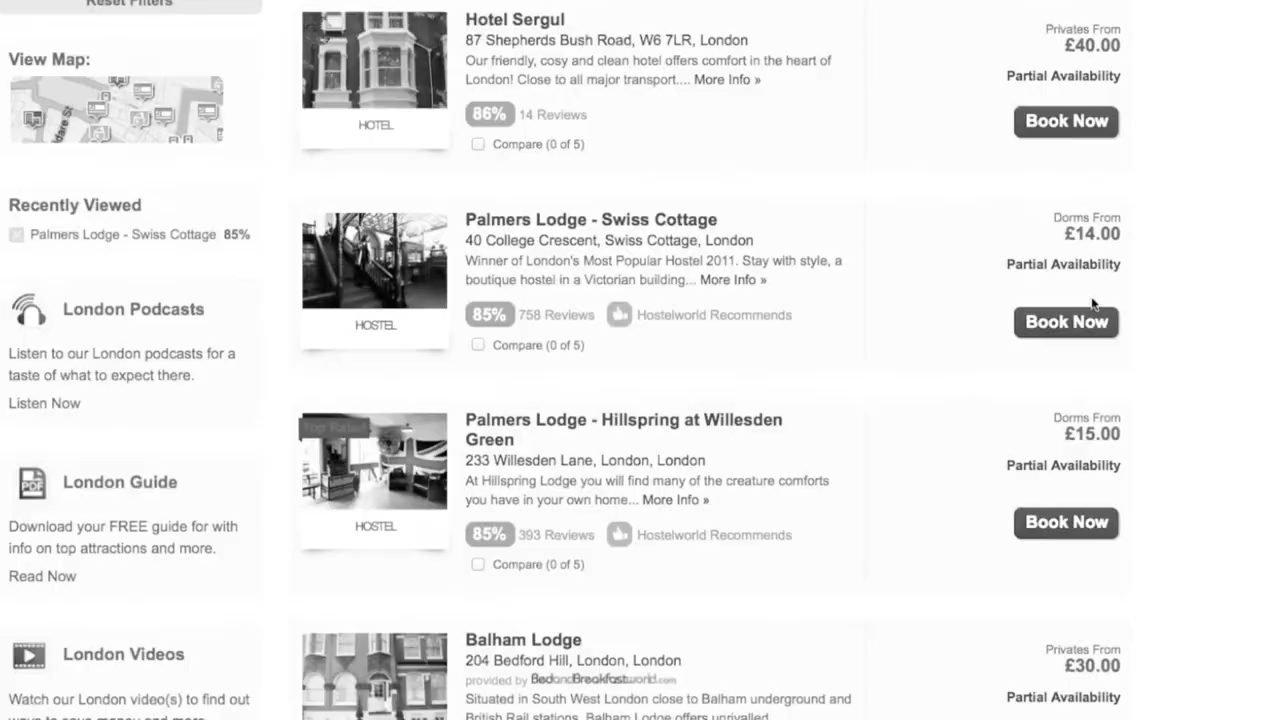 Reset Filters
View Map:
dare St
Recently Viewed
Palmers Lodge - Swiss Cottage 85%
London Podcasts
Listen to our London podcasts for a
taste of what to expect there.
Listen Now
PDF
London Guide
Download your FREE guide for with
info on top attractions and more.
Read Now
London Videos
Watch our London video(s) to find out
ways to save money and more.
Hotel Sergul
87 Shepherds Bush Road, W6 7LR, London
Our friendly, cosy and clean hotel offers comfort in the heart of
London! Close to all major transport.... More Info »
86% 14 Reviews
Compare (0 of 5)
HOTEL
Privates From
£40.00
Partial Availability
Book Now
Palmers Lodge - Swiss Cottage
40 College Crescent, Swiss Cottage, London
Winner of London's Most Popular Hostel 2011. Stay with style, a
boutique hostel in a Victorian building... More Info »
85% 758 Reviews Hostelworld Recommends
Compare (0 of 5)
HOSTEL
Dorms From
£14.00
Partial Availability
Book Now
Top Rated
Palmers Lodge - Hillspring at Willesden
Green
233 Willesden Lane, London, London
At Hillspring Lodge you will find many of the creature comforts
you have in your own home... More Info »
85% 393 Reviews Hostelworld Recommends
Compare (0 of 5)
HOSTEL
Dorms From
£15.00
Partial Availability
Book Now
Balham Lodge
204 Bedford Hill, London, London
provided by BedandBreakfastworld.com
Situated in South West London close to Balham underground and
British Rail stations, Balham Lodge offers unrivalled
Privates From
£30.00
Partial Availability